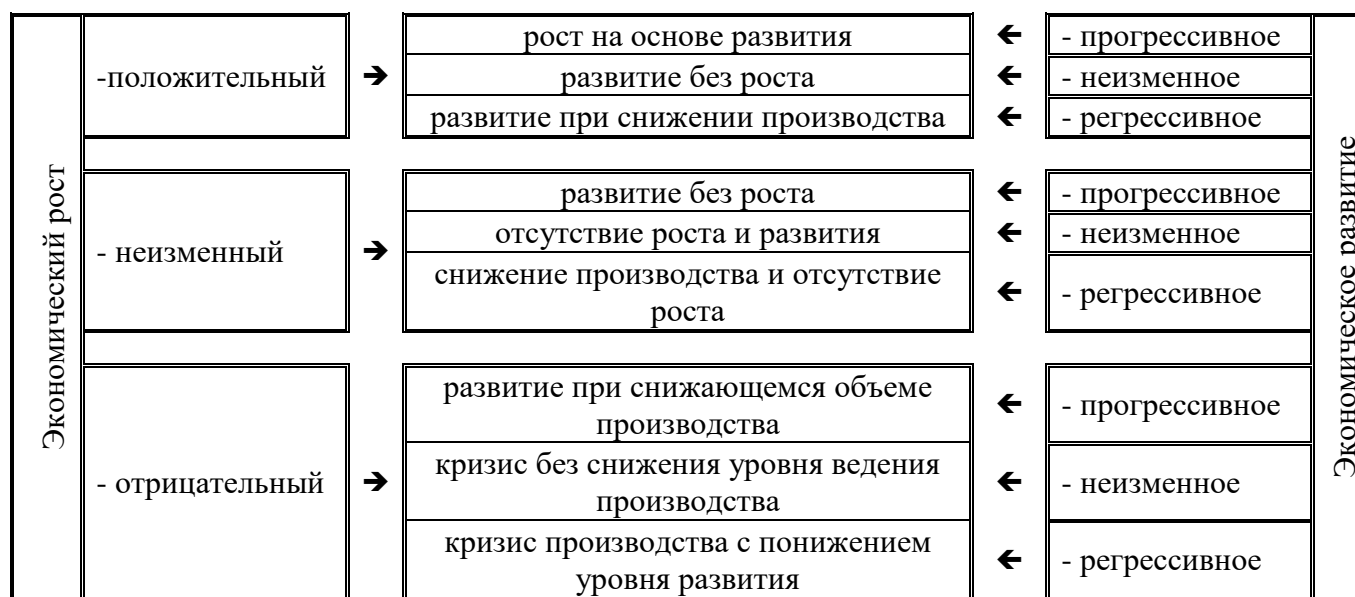 Экономический рост
-положительный
➔
рост на основе развития
🡸
- прогрессивное
развитие без роста
🡸
- неизменное
развитие при снижении производства
🡸
- регрессивное
- неизменный
➔
развитие без роста
🡸
- прогрессивное
отсутствие роста и развития
🡸
- неизменное
снижение производства и отсутствие
роста
🡸
- регрессивное
- отрицательный
➔
развитие при снижающемся объеме
производства
🡸
- прогрессивное
кризис без снижения уровня ведения
производства
🡸
- неизменное
кризис производства с понижением
уровня развития
🡸
- регрессивное
Экономическое развитие